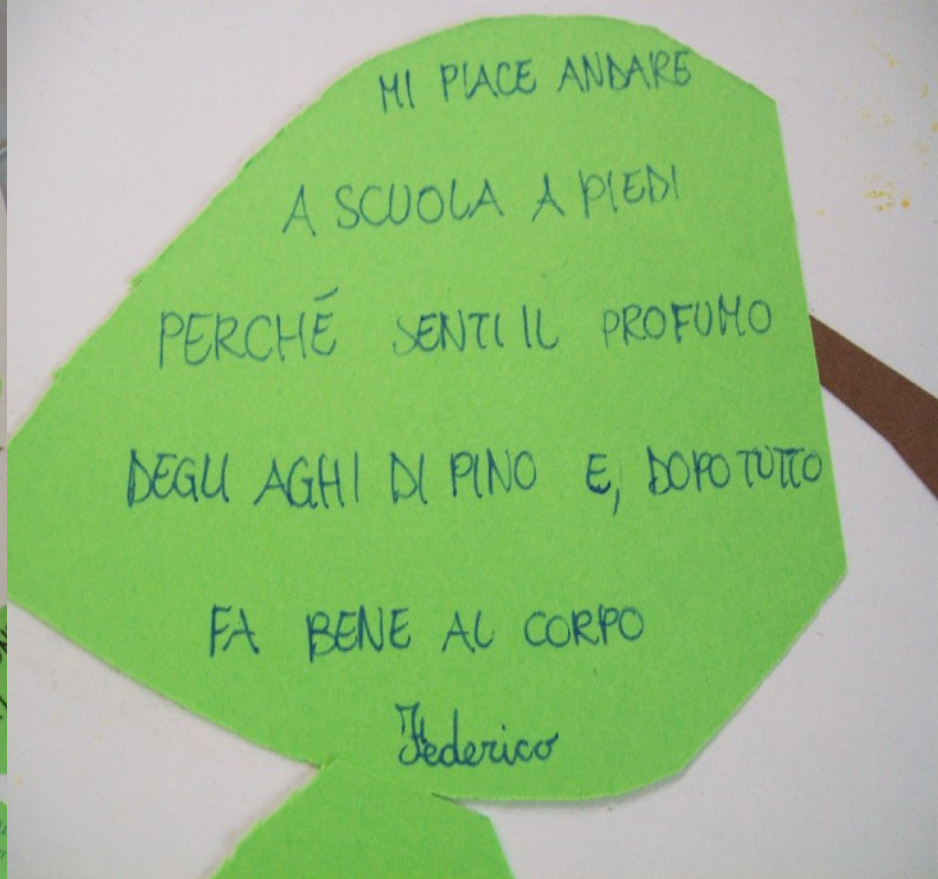 MI PIACE ANDARE
A SCUOLA A PIEDI
PERCHÉ SENTI IL PROFUMO
DEGLI AGHI DI PINO E, DOPO TUTTO
FA BENE AL CORPO
Federico